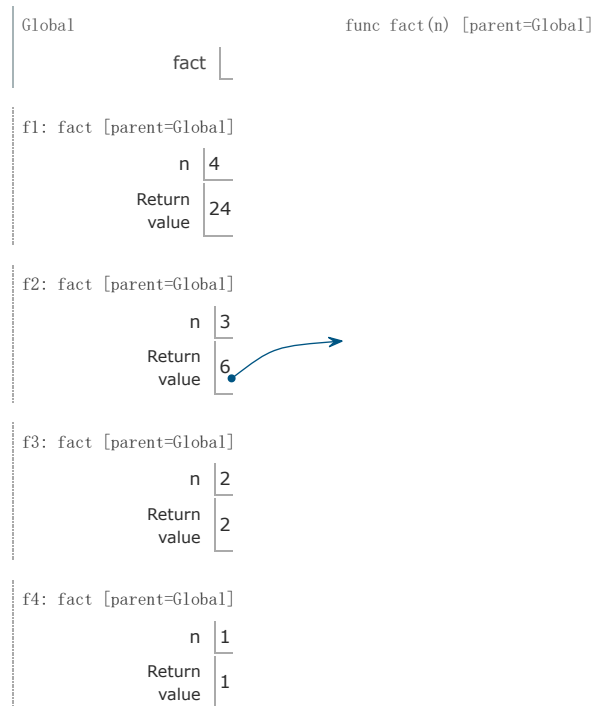 Global func fact(n) [parent=Global]
fact
f1: fact [parent=Global]
n 4
Return
value 24
f2: fact [parent=Global]
n 3
Return
value 6
f3: fact [parent=Global]
n 2
Return
value 2
f4: fact [parent=Global]
n 1
Return
value 1